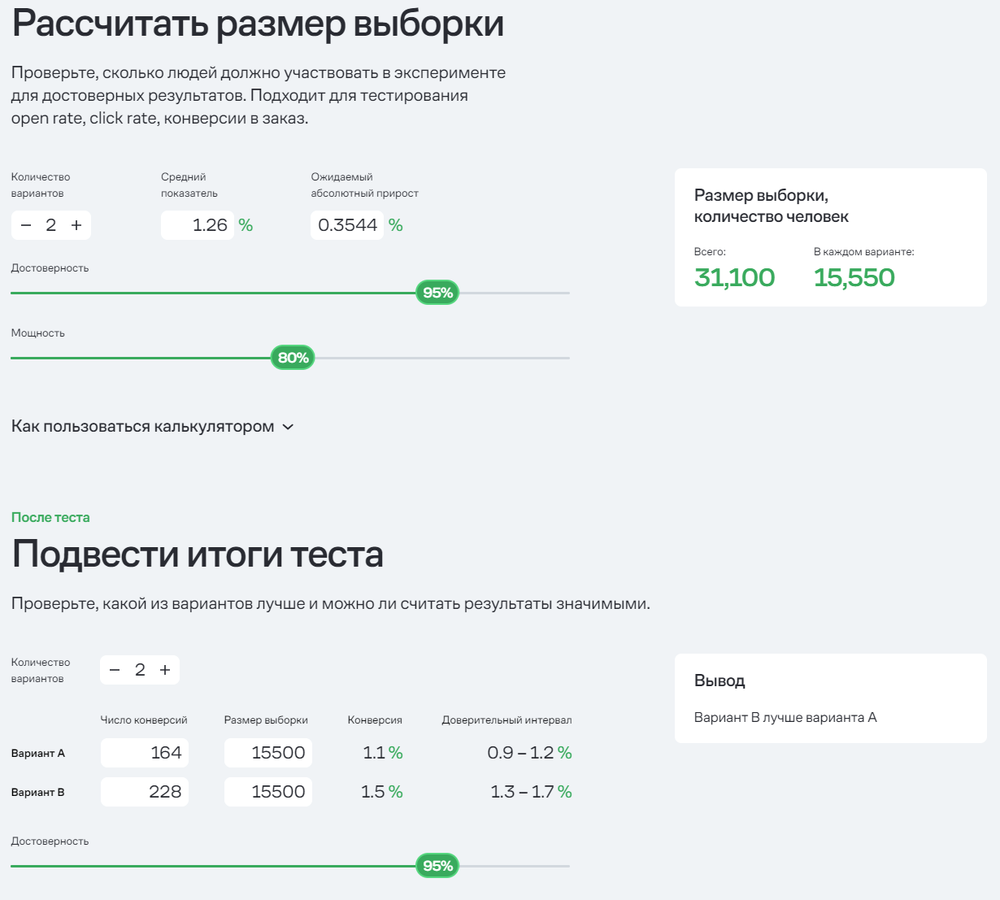 Рассчитать размер выборки
Проверьте, сколько людей должно участвовать в эксперименте
для достоверных результатов. Подходит для тестирования
open rate, click rate, конверсии в заказ.
Количество
вариантов
− 2 +
Средний
показатель
1.26 %
Ожидаемый
абсолютный прирост
0.3544 %
Достоверность
95%
Мощность
80%
Размер выборки,
количество человек
Всего:
31,100
В каждом варианте:
15,550
Как пользоваться калькулятором
После теста
Подвести итоги теста
Проверьте, какой из вариантов лучше и можно ли считать результаты значимыми.
Количество
вариантов
− 2 +
Число конверсий Размер выборки Конверсия Доверительный интервал
Вариант A 164 15500 1.1 % 0.9 – 1.2 %
Вариант B 228 15500 1.5 % 1.3 – 1.7 %
Достоверность
95%
Вывод
Вариант B лучше варианта A